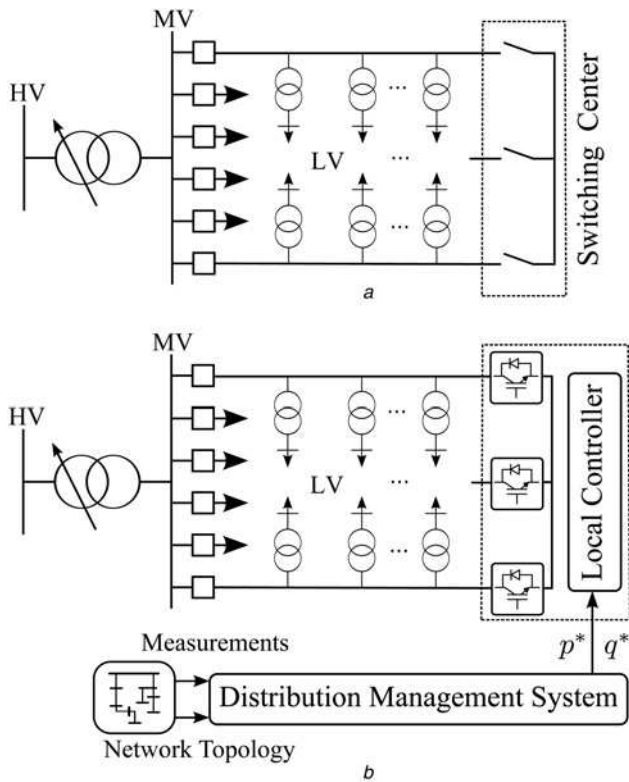 MV
HV
...
LV
...
...
Switching Center
a
MV
HV
...
LV
...
...
Local Controller
p* q*
Measurements
Distribution Management System
Network Topology
b